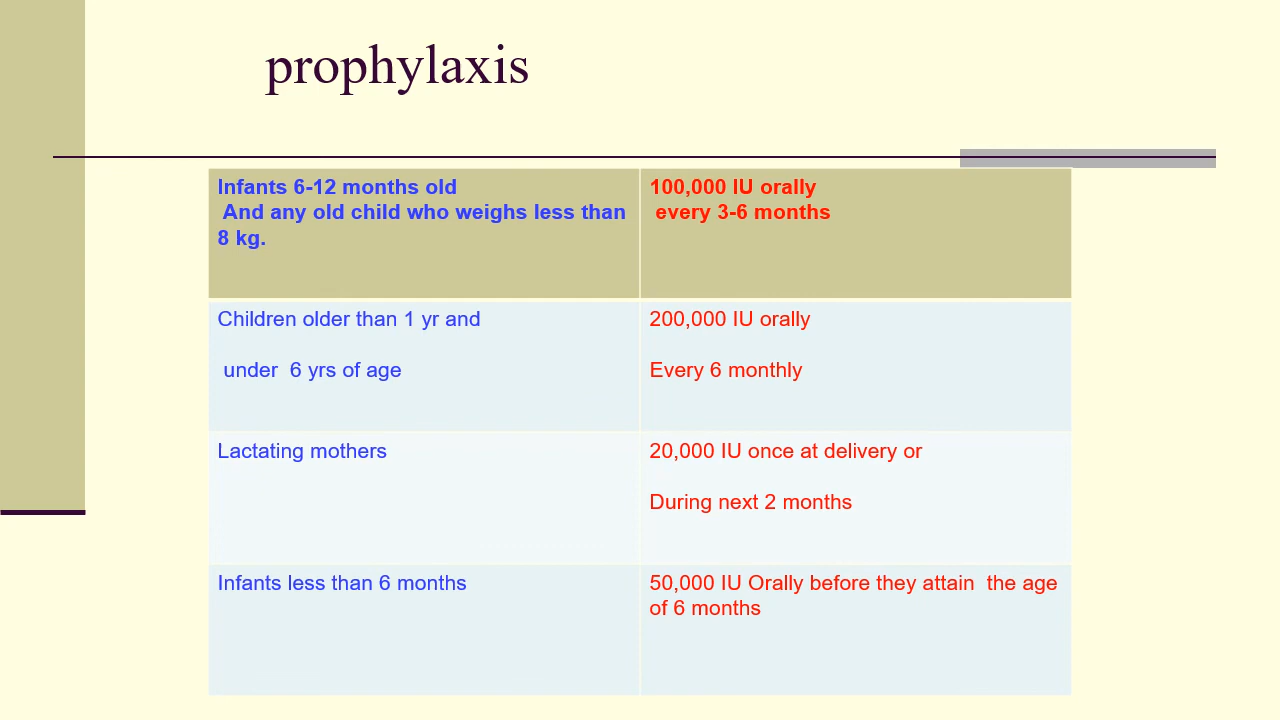 prophylaxis
Infants 6-12 months old
And any old child who weighs less than
8 kg.
100,000 IU orally
every 3-6 months
Children older than 1 yr and
under  6 yrs of age
200,000 IU orally
Every 6 monthly
Lactating mothers
20,000 IU once at delivery or
During next 2 months
Infants less than 6 months
50,000 IU Orally before they attain  the age
of 6 months